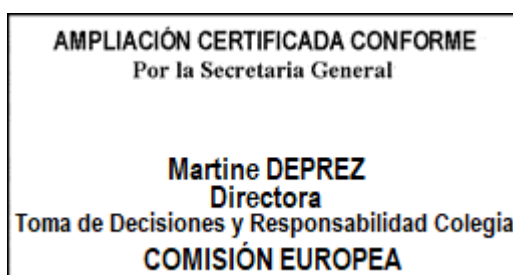 AMPLIACIÓN CERTIFICADA CONFORME
Por la Secretaria General
Martine DEPREZ
Directora
Toma de Decisiones y Responsabilidad Colegia
COMISIÓN EUROPEA